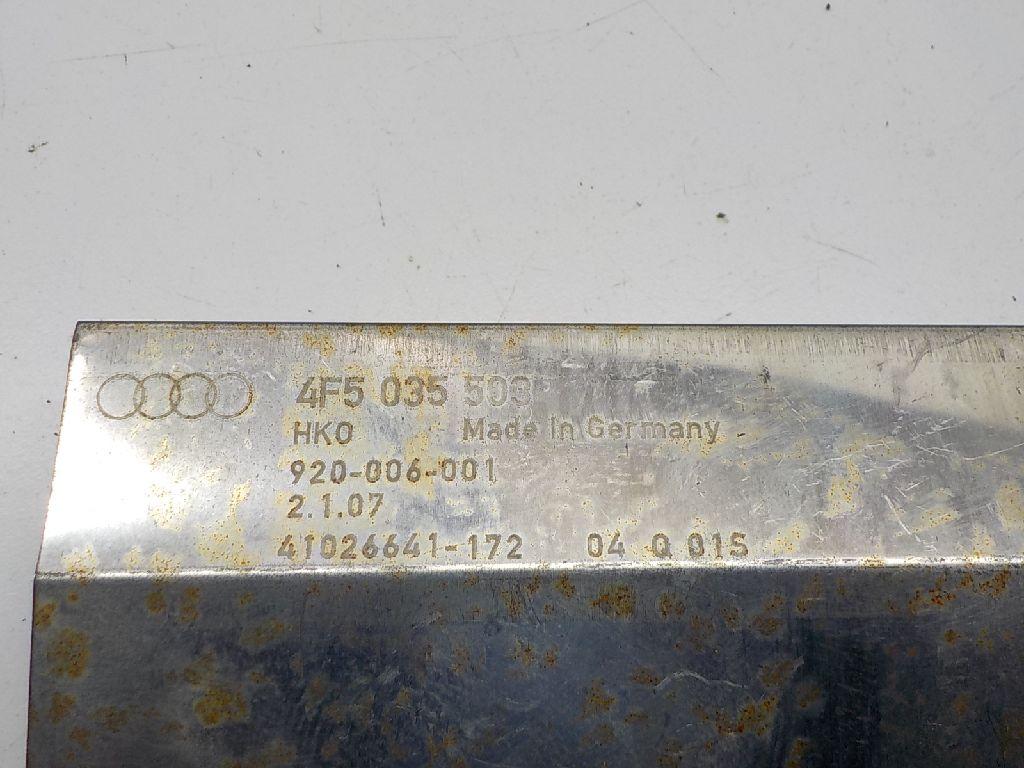 4F5 035 503
HKO Made in Germany
920-006-001
2.1.07
41026641-172 04 Q 015